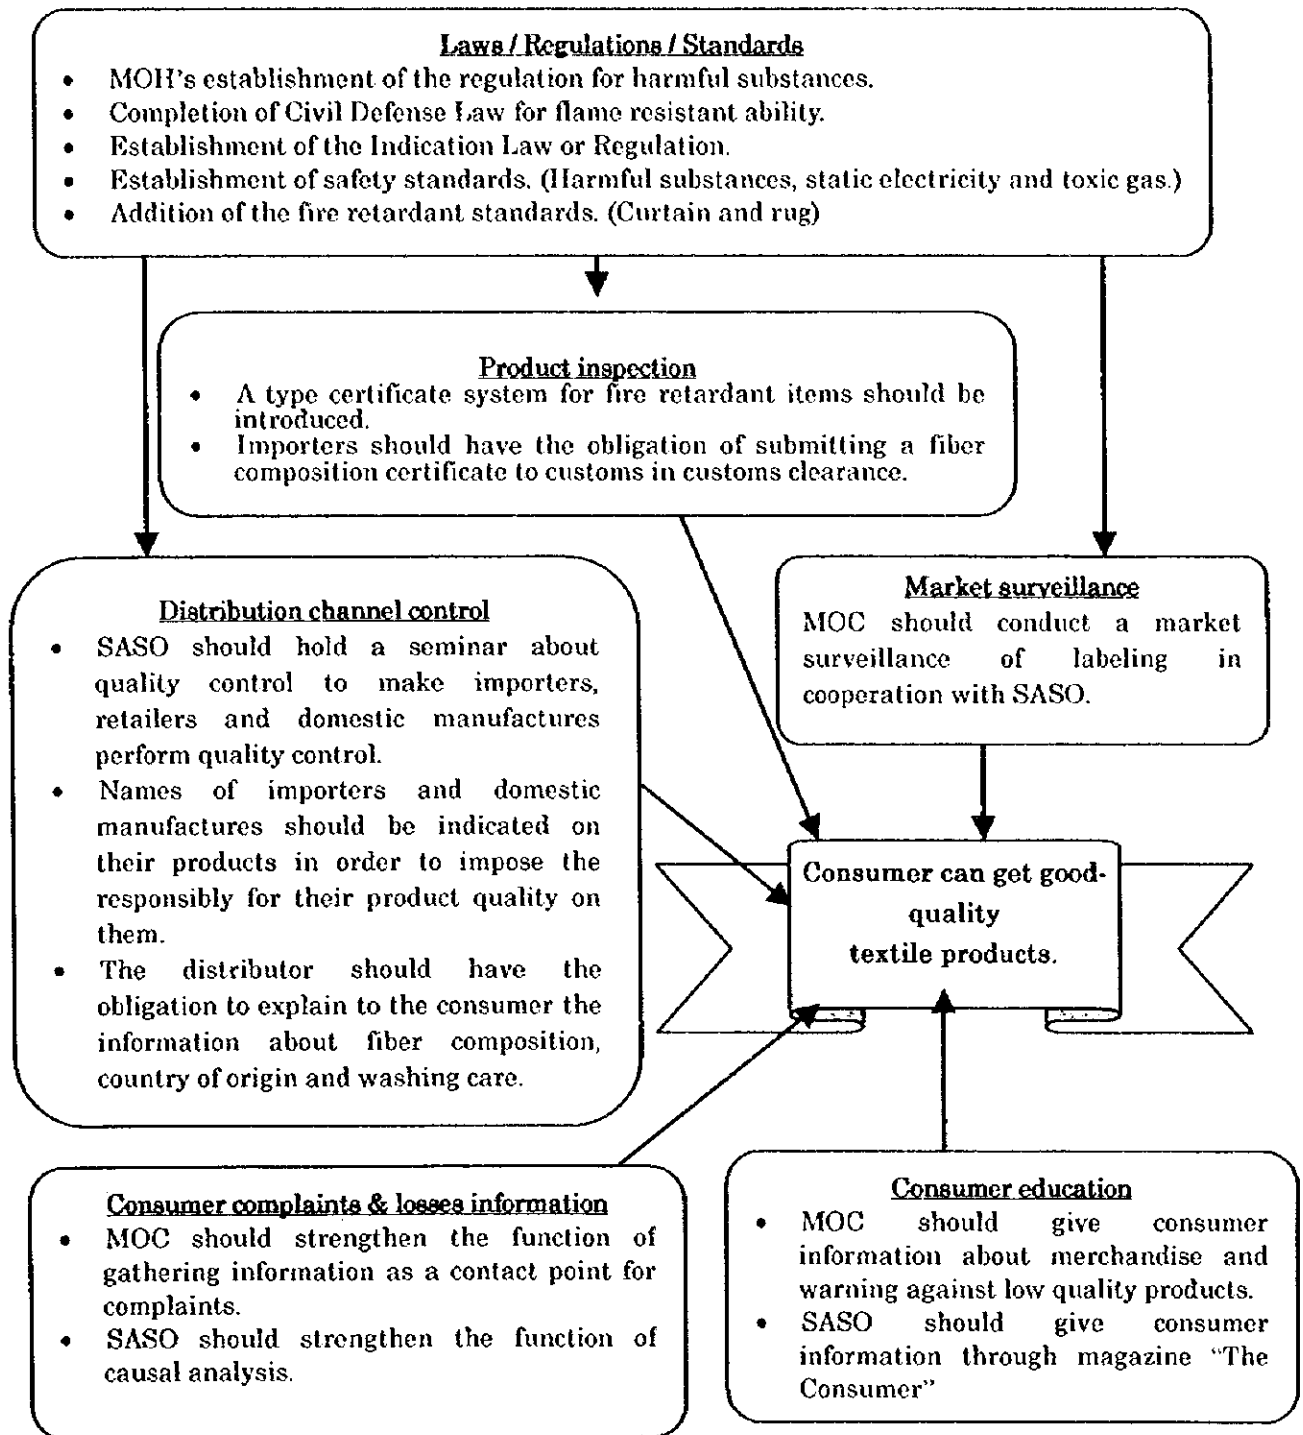 Laws / Regulations / Standards
• MOH's establishment of the regulation for harmful substances.
• Completion of Civil Defense Law for flame resistant ability.
• Establishment of the Indication Law or Regulation.
• Establishment of safety standards. (Harmful substances, static electricity and toxic gas.)
• Addition of the fire retardant standards. (Curtain and rug)
Product inspection
• A type certificate system for fire retardant items should be
introduced.
• Importers should have the obligation of submitting a fiber
composition certificate to customs in customs clearance.
Distribution channel control
• SASO should hold a seminar about
quality control to make importers,
retailers and domestic manufactures
perform quality control.
• Names of importers and domestic
manufactures should be indicated on
their products in order to impose the
responsibly for their product quality on
them.
• The distributor should have the
obligation to explain to the consumer the
information about fiber composition,
country of origin and washing care.
Market surveillance
MOC should conduct a market
surveillance of labeling in
cooperation with SASO.
Consumer can get good-
quality
textile products.
Consumer complaints & losses information
• MOC should strengthen the function of
gathering information as a contact point for
complaints.
• SASO should strengthen the function of
causal analysis.
Consumer education
• MOC should give consumer
information about merchandise and
warning against low quality products.
• SASO should give consumer
information through magazine "The
Consumer"